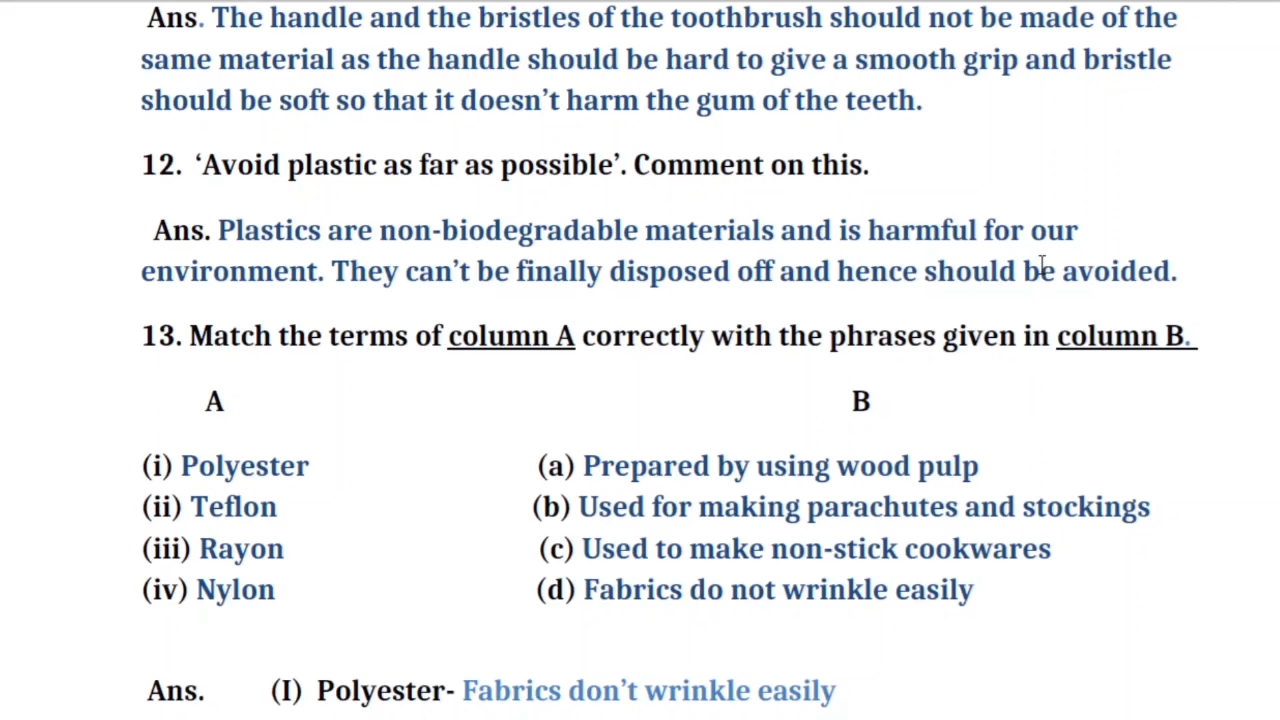 Ans. The handle and the bristles of the toothbrush should not be made of the
same material as the handle should be hard to give a smooth grip and bristle
should be soft so that it doesn’t harm the gum of the teeth.
12. ‘Avoid plastic as far as possible’. Comment on this.
Ans. Plastics are non-biodegradable materials and is harmful for our
environment. They can’t be finally disposed off and hence should be avoided.
13. Match the terms of column A correctly with the phrases given in column B.
A B
(i) Polyester (a) Prepared by using wood pulp
(ii) Teflon (b) Used for making parachutes and stockings
(iii) Rayon (c) Used to make non-stick cookwares
(iv) Nylon (d) Fabrics do not wrinkle easily
Ans. (I) Polyester- Fabrics don’t wrinkle easily